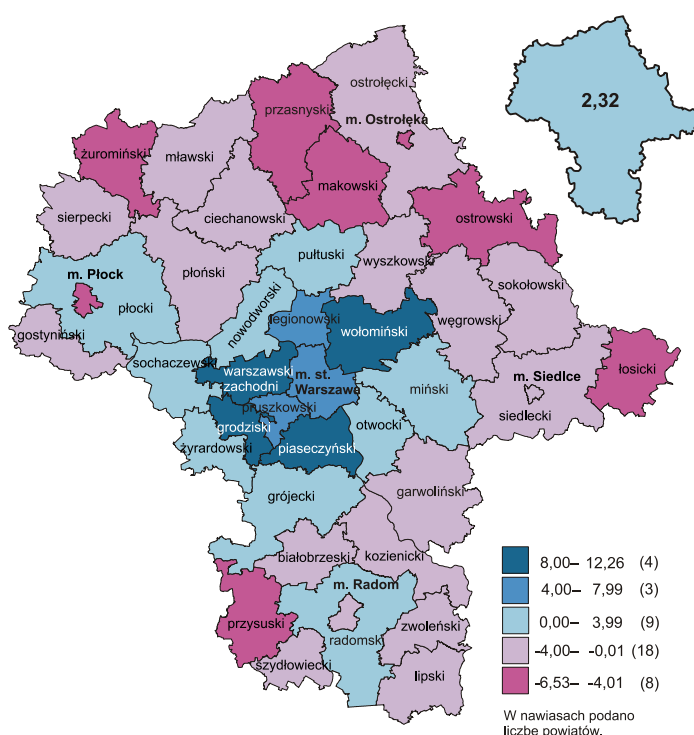 ostrołęcki
przasnyski
m. Ostrołęka
2,32
żuromiński
mławski
makowski
sierpecki
ciechanowski
ostrowski
pułtuski
wyszkowski
m. Płock
płoński
sokołowski
płocki
nowodworski
legionowski
wołomiński
węgrowski
gostyniński
sochaczewski
warszawski
zachodni
m. st.
Warszawa
miński
m. Siedlce
łosicki
siedlecki
pruszkowski
grodziski
otwocki
żyrardowski
piaseczyński
garwoliński
grójecki
białobrzeski
kozienicki
m. Radom
przysuski
zwoleński
radomski
szydłowiecki
lipski
8,00– 12,26 (4)
4,00– 7,99 (3)
0,00– 3,99 (9)
-4,00– -0,01 (18)
-6,53– -4,01 (8)
W nawiasach podano
liczbę powiatów.